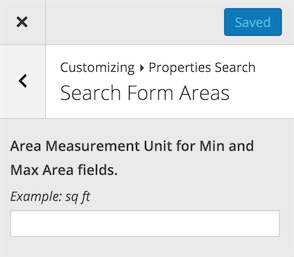 Saved
Customizing ▸ Properties Search
Search Form Areas
Area Measurement Unit for Min and
Max Area fields.
Example: sq ft